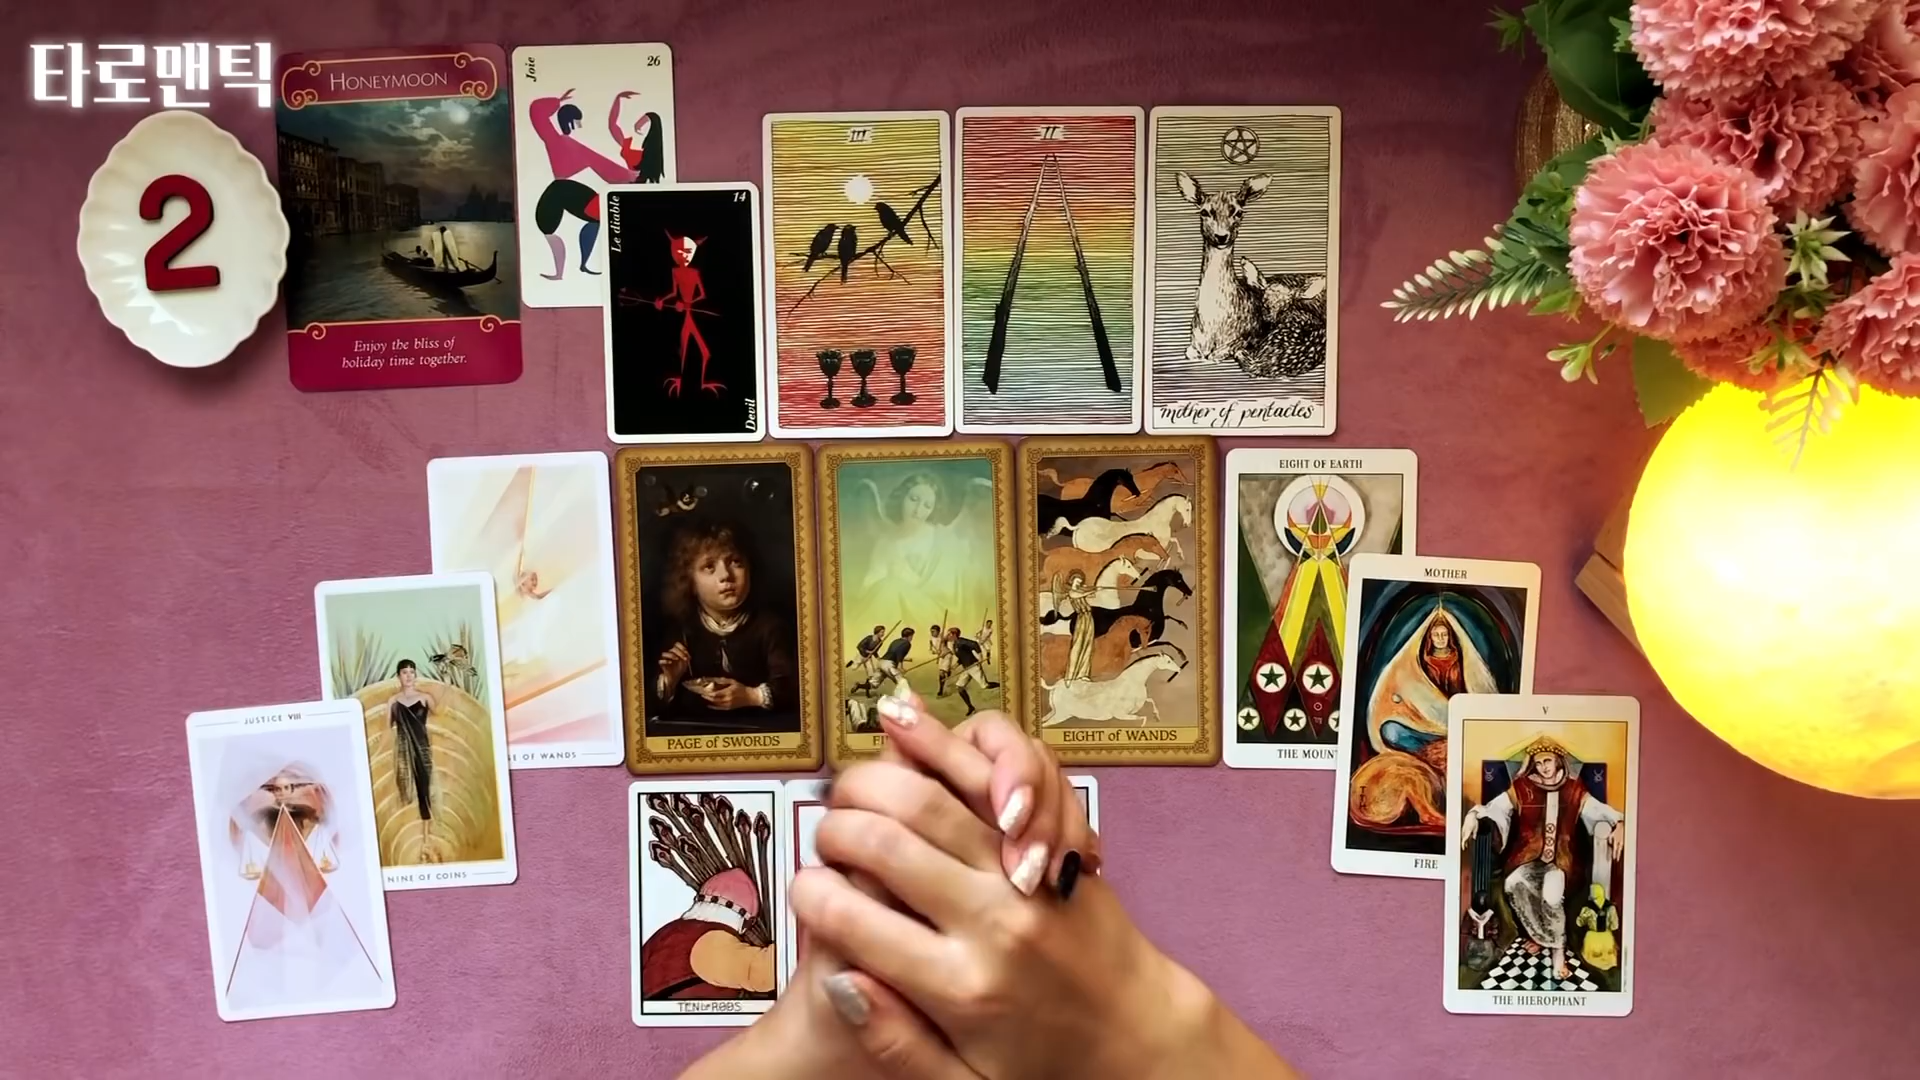 타로맨틱
2
HONEYMOON
Enjoy the bliss of
holiday time together.
Joie
26
Le diable
14
Devil
III
II
mother of pentacles
PAGE of SWORDS
EIGHT of WANDS
EIGHT OF EARTH
MOTHER
FIRE
V
THE HIEROPHANT
JUSTICE VIII
NINE OF COINS
OF WANDS
TEN OF RODS